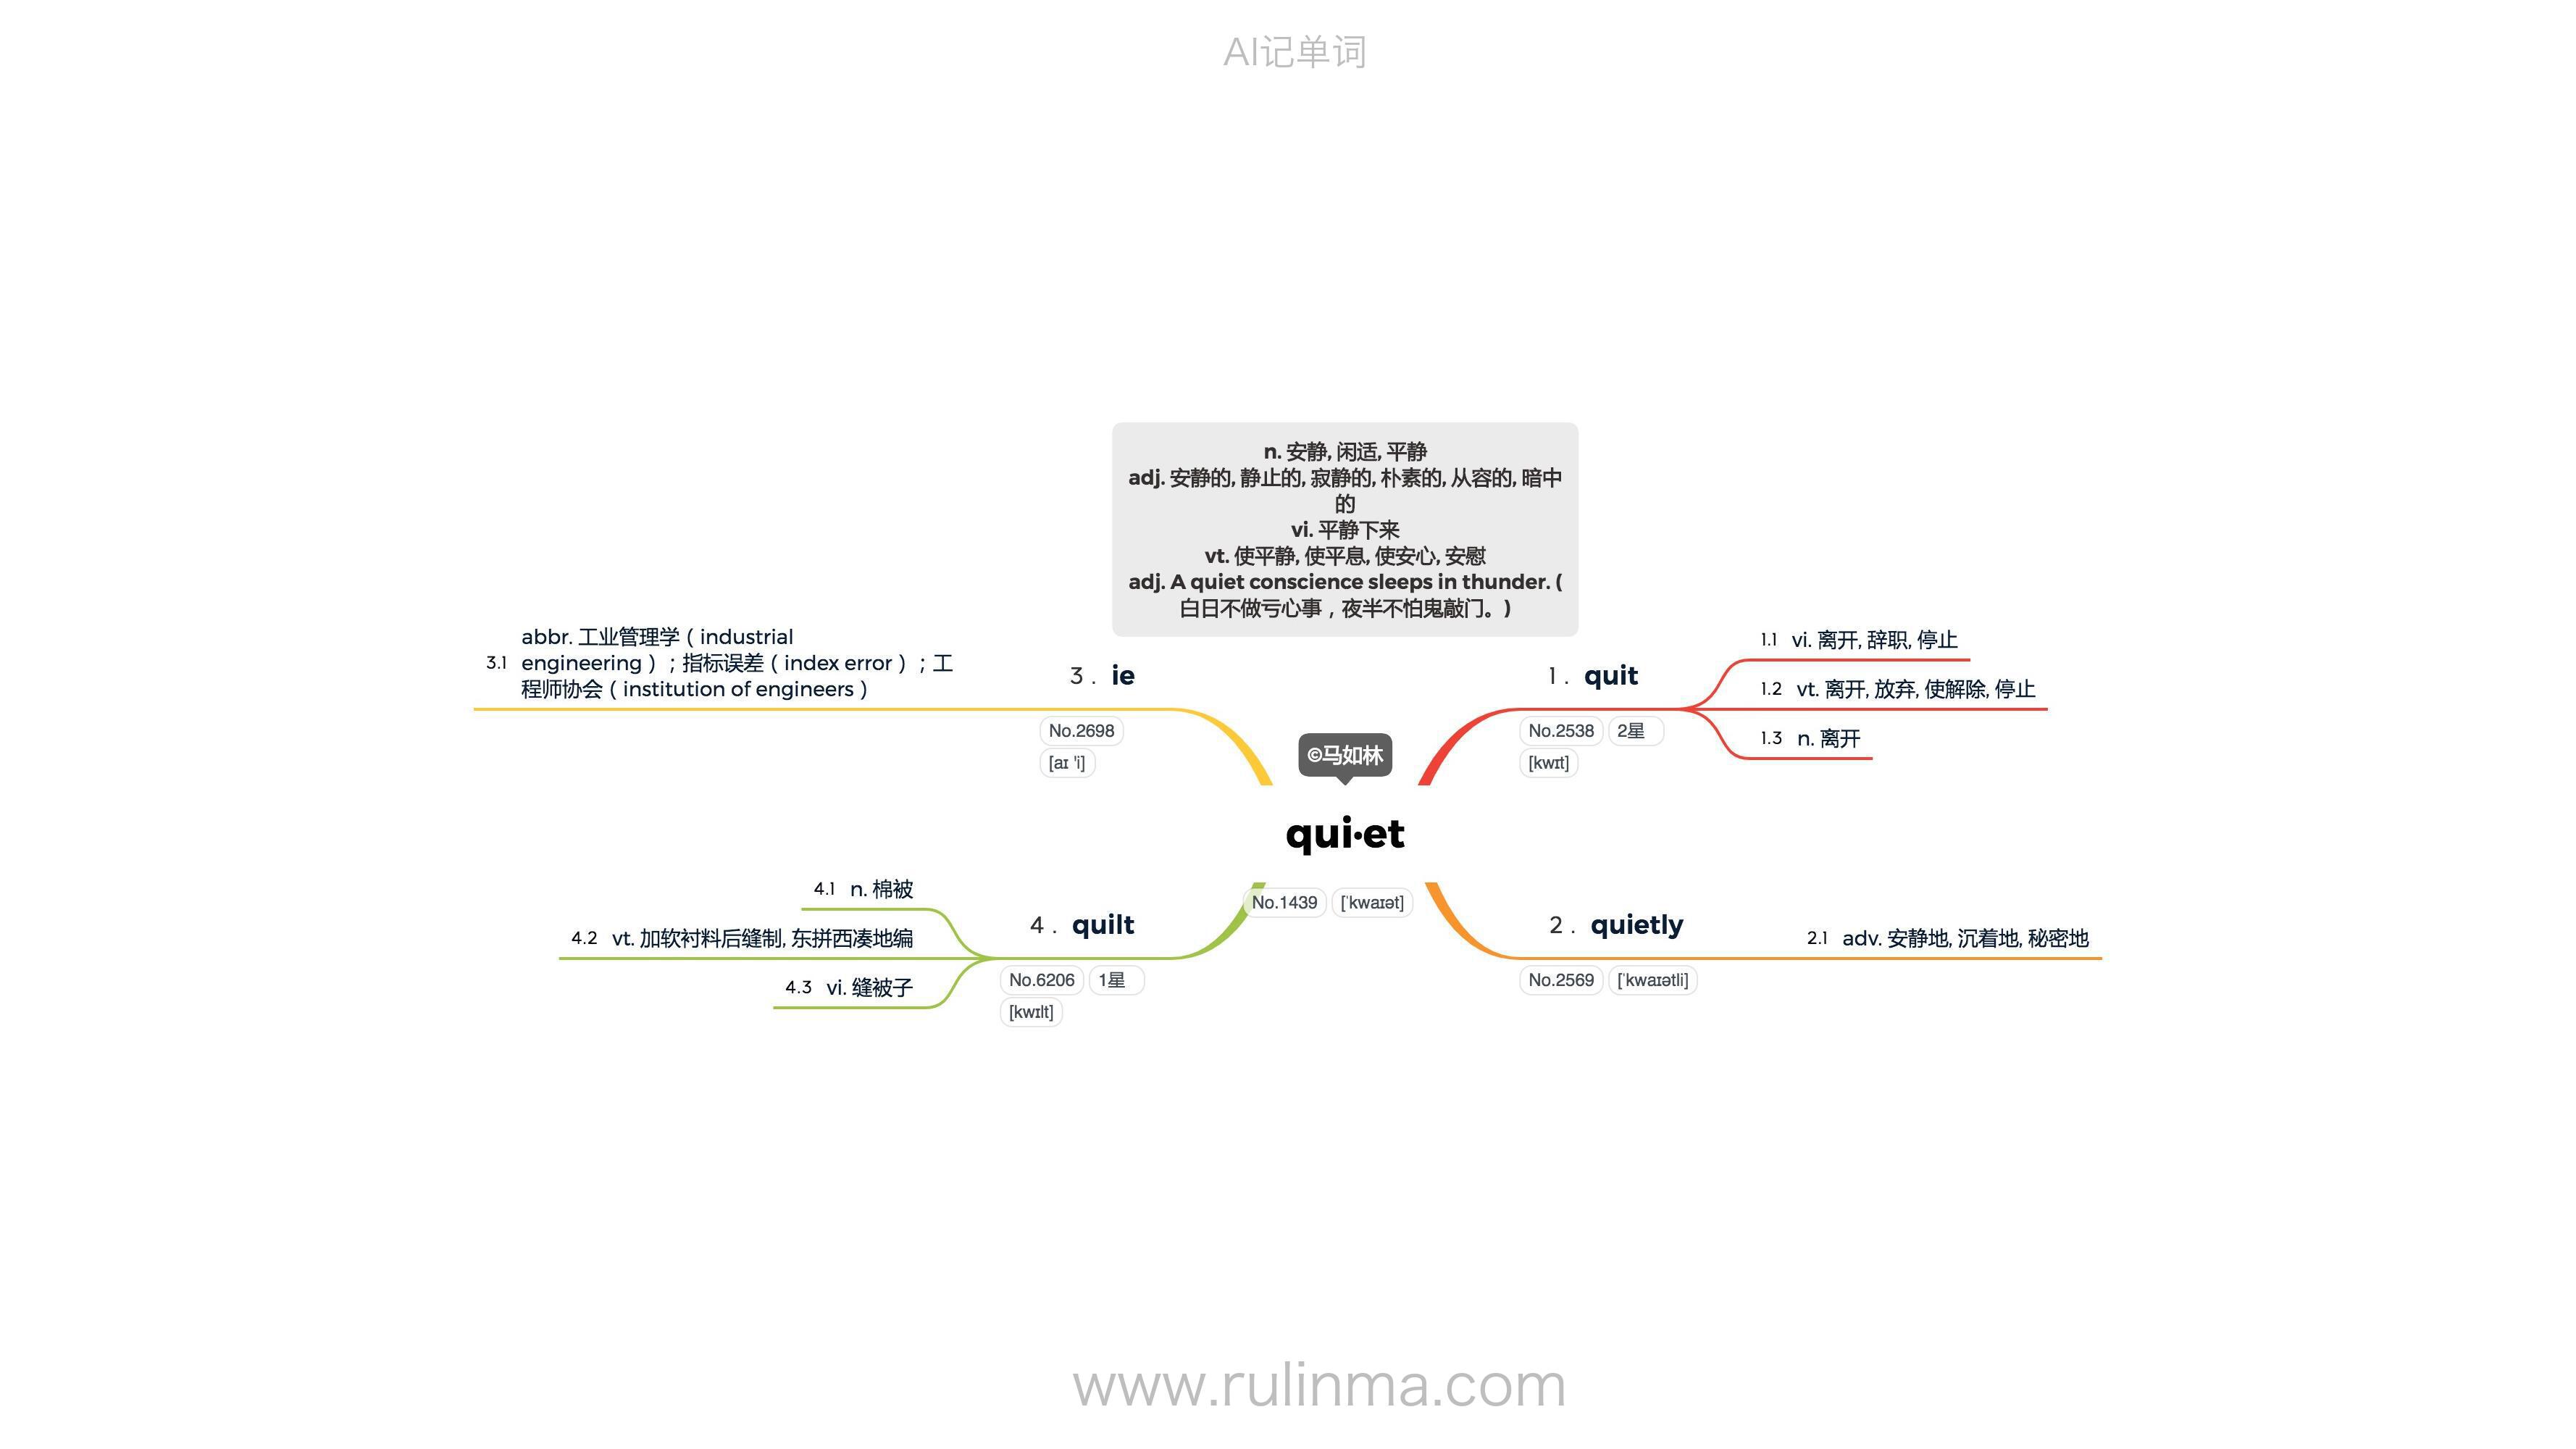 AI记单词
n. 安静, 闲适, 平静
adj. 安静的, 静止的, 寂静的, 朴素的, 从容的, 暗中
的
vi. 平静下来
vt. 使平静, 使平息, 使安心, 安慰
adj. A quiet conscience sleeps in thunder. (
白日不做亏心事，夜半不怕鬼敲门。)
©马如林
qui·et
No.1439 [ˈkwaɪət]
1. quit
No.2538 2星
[kwɪt]
1.1 vi. 离开, 辞职, 停止
1.2 vt. 离开, 放弃, 使解除, 停止
1.3 n. 离开
2. quietly
No.2569 [ˈkwaɪətli]
2.1 adv. 安静地, 沉着地, 秘密地
3. ie
No.2698
[aɪ ˈi]
3.1 abbr. 工业管理学（industrial
engineering）；指标误差（index error）；工
程师协会（institution of engineers）
4. quilt
No.6206 1星
[kwɪlt]
4.1 n. 棉被
4.2 vt. 加软衬料后缝制, 东拼西凑地编
4.3 vi. 缝被子
www.rulinma.com